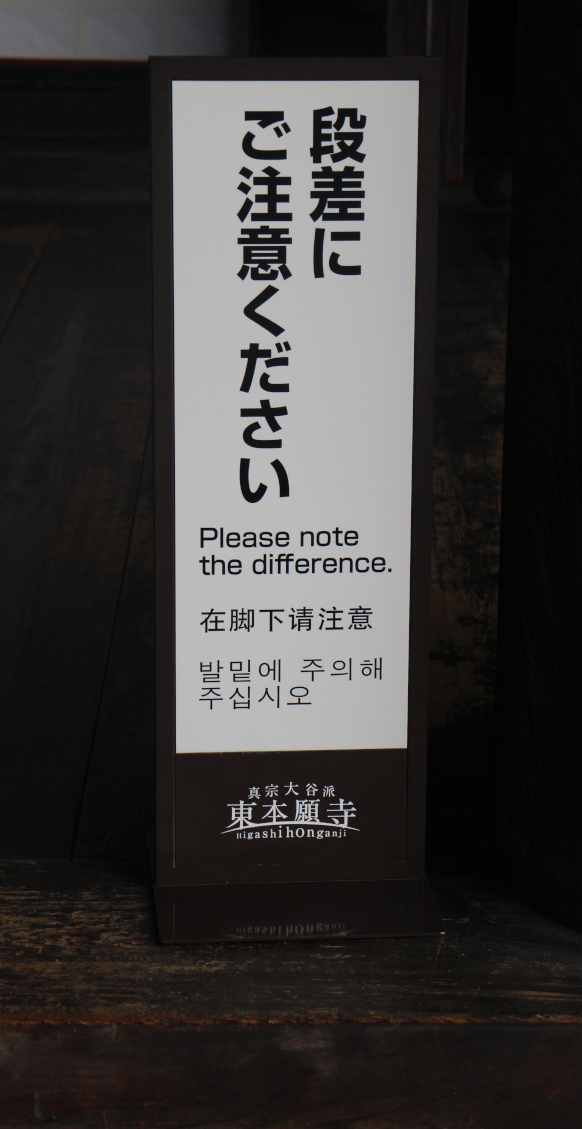 段差に
ご注意ください
Please note
the difference.
在脚下请注意
발밑에 주의해
주십시오
真宗大谷派
東本願寺
Higashihonganji